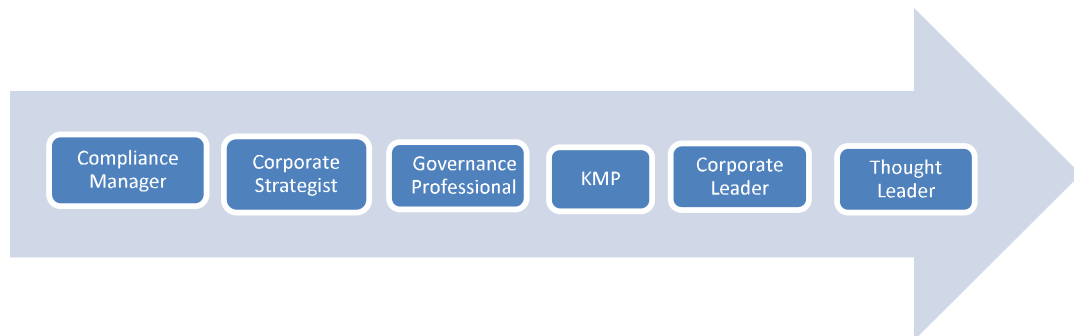 Compliance
Manager
Corporate
Strategist
Governance
Professional
KMP
Corporate
Leader
Thought
Leader